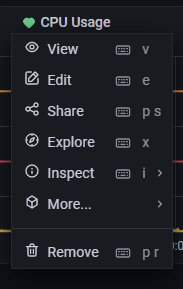 CPU Usage
View v
Edit e
Share p s
Explore x
Inspect i
More...
Remove p r